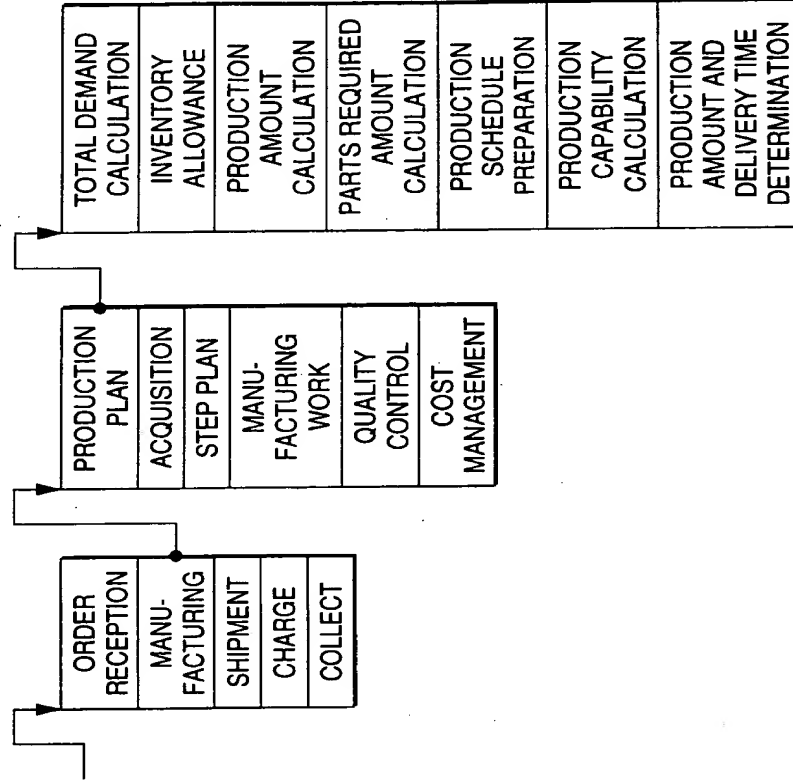 ORDER
RECEPTION
MANU-
FACTURING
SHIPMENT
CHARGE
COLLECT
PRODUCTION
PLAN
ACQUISITION
STEP PLAN
MANU-
FACTURING
WORK
QUALITY
CONTROL
COST
MANAGEMENT
TOTAL DEMAND
CALCULATION
INVENTORY
ALLOWANCE
PRODUCTION
AMOUNT
CALCULATION
PARTS REQUIRED
AMOUNT
CALCULATION
PRODUCTION
SCHEDULE
PREPARATION
PRODUCTION
CAPABILITY
CALCULATION
PRODUCTION
AMOUNT AND
DELIVERY TIME
DETERMINATION